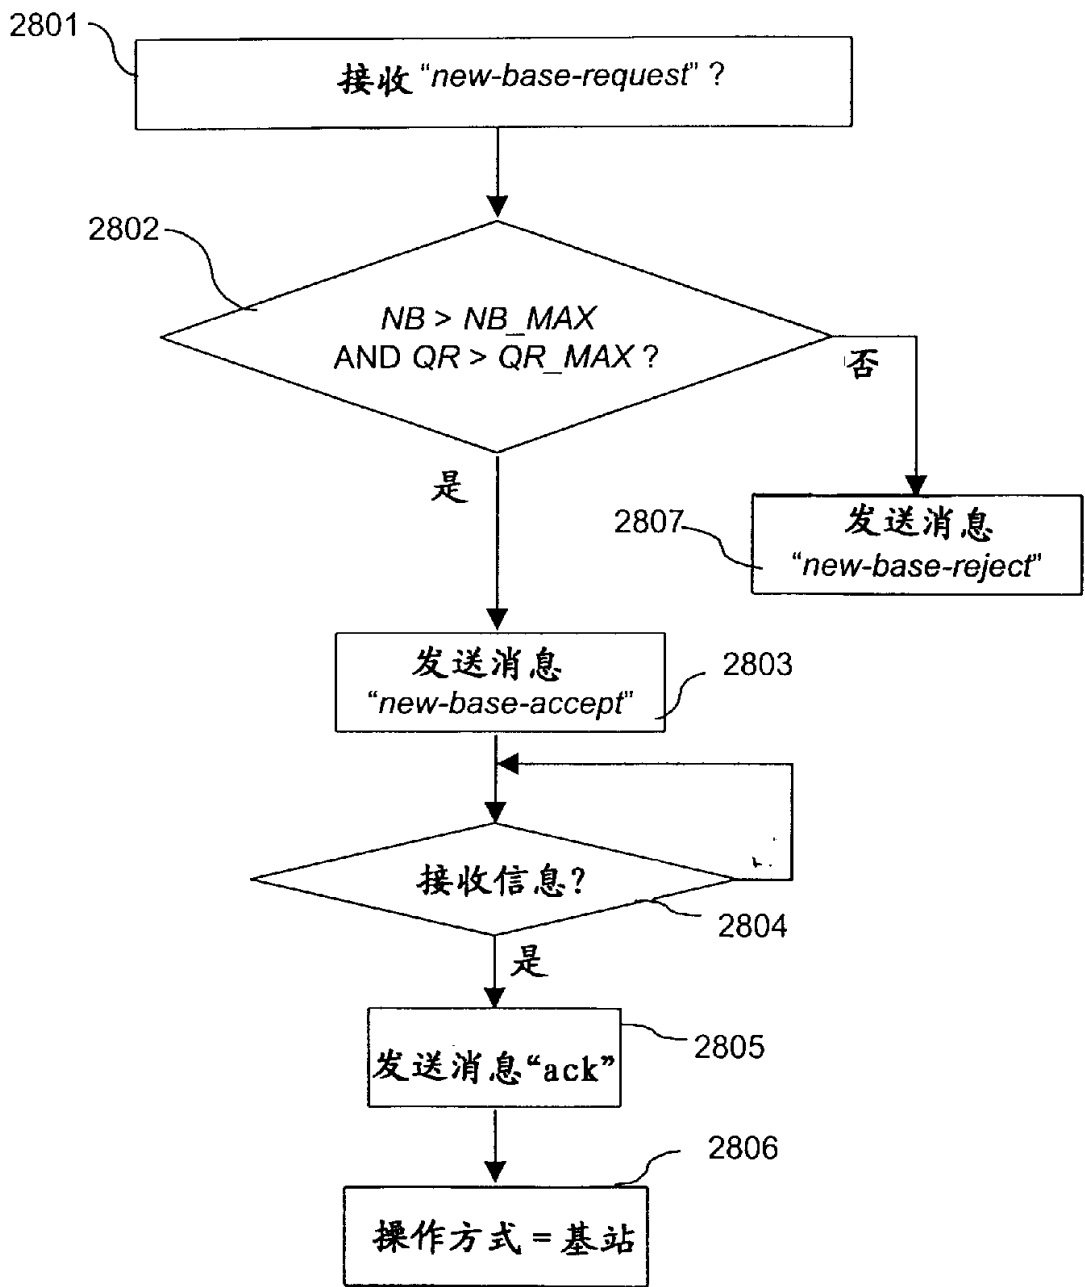 2801
接收“new-base-request”?
2802
NB > NB_MAX
AND QR > QR_MAX ?
否
是
2807
发送消息
“new-base-reject”
发送消息
“new-base-accept”
2803
接收信息?
2804
是
发送消息“ack”
2805
2806
操作方式 = 基站